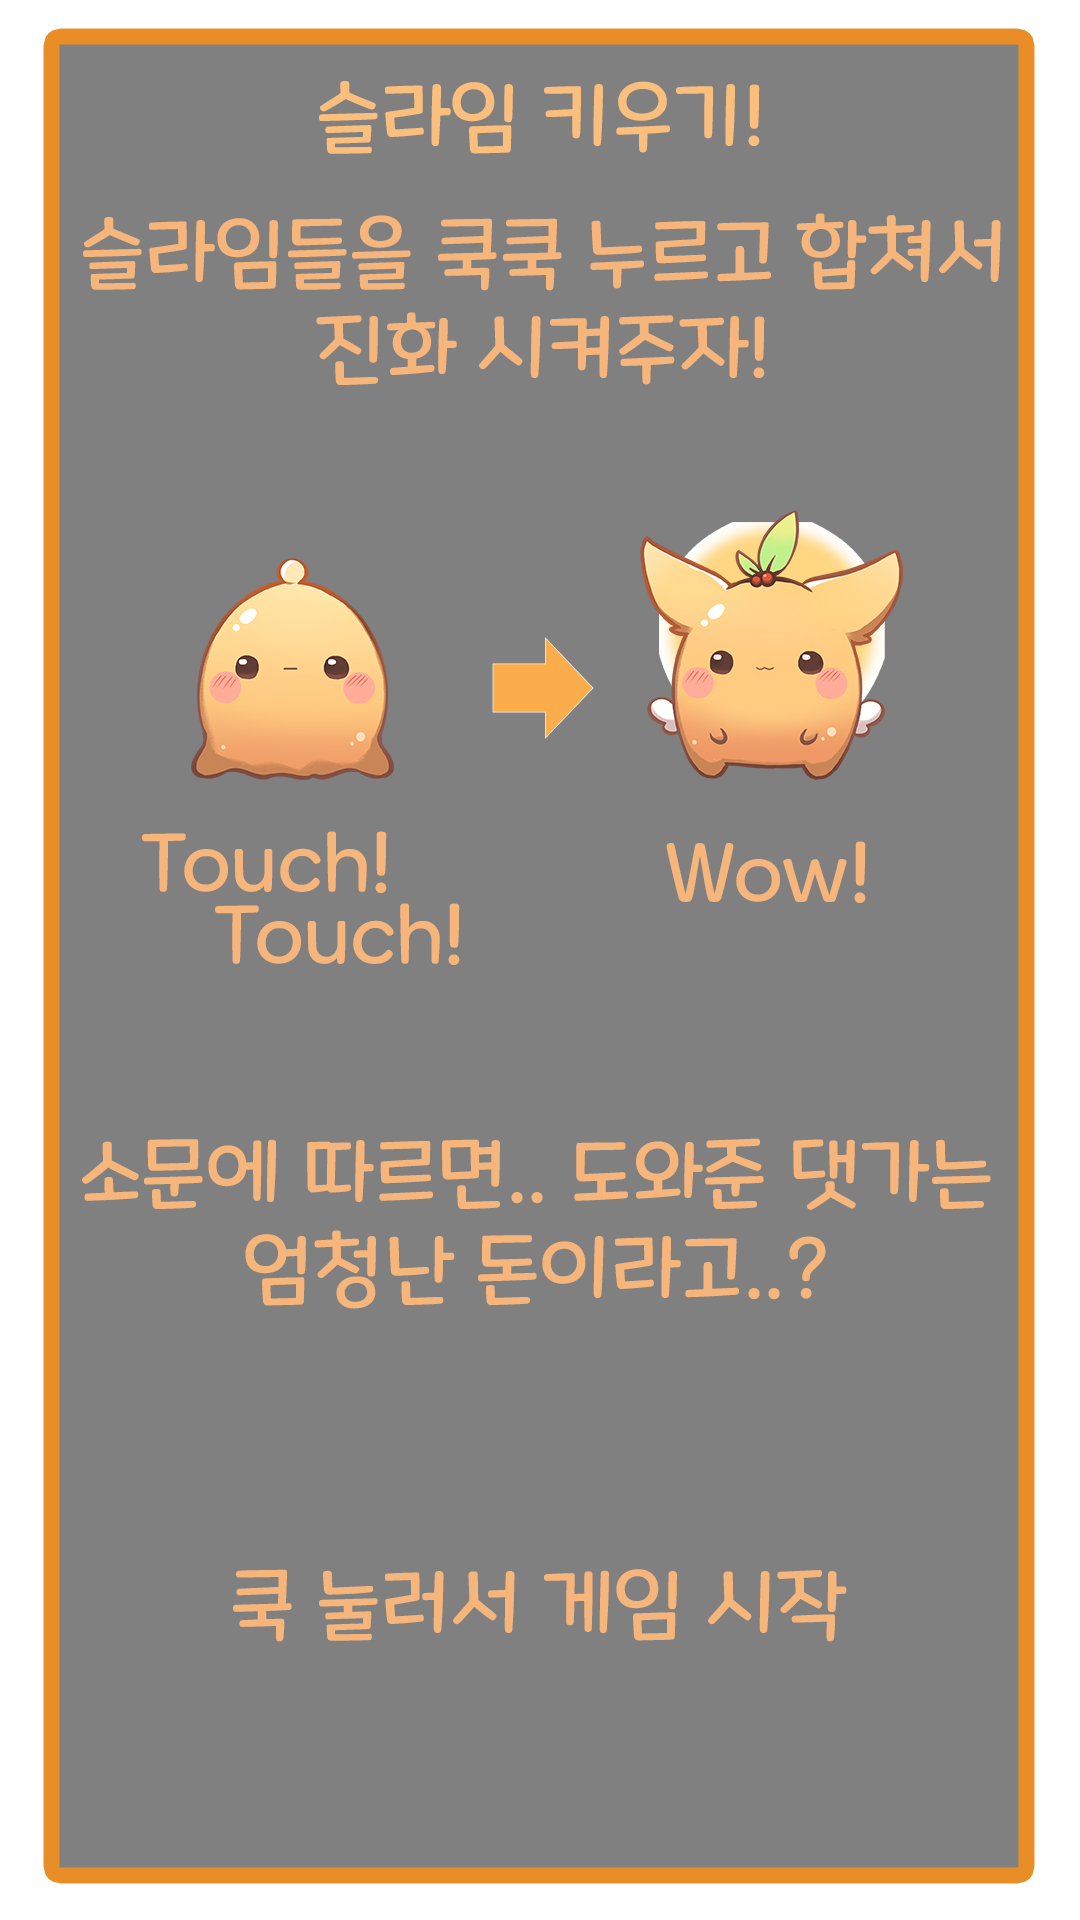 슬라임 키우기!
슬라임들을 쿡쿡 누르고 합쳐서
진화 시켜주자!
Touch!
Wow!
Touch!
소문에 따르면.. 도와준 댓가는
엄청난 돈이라고..?
쿡 눌러서 게임 시작